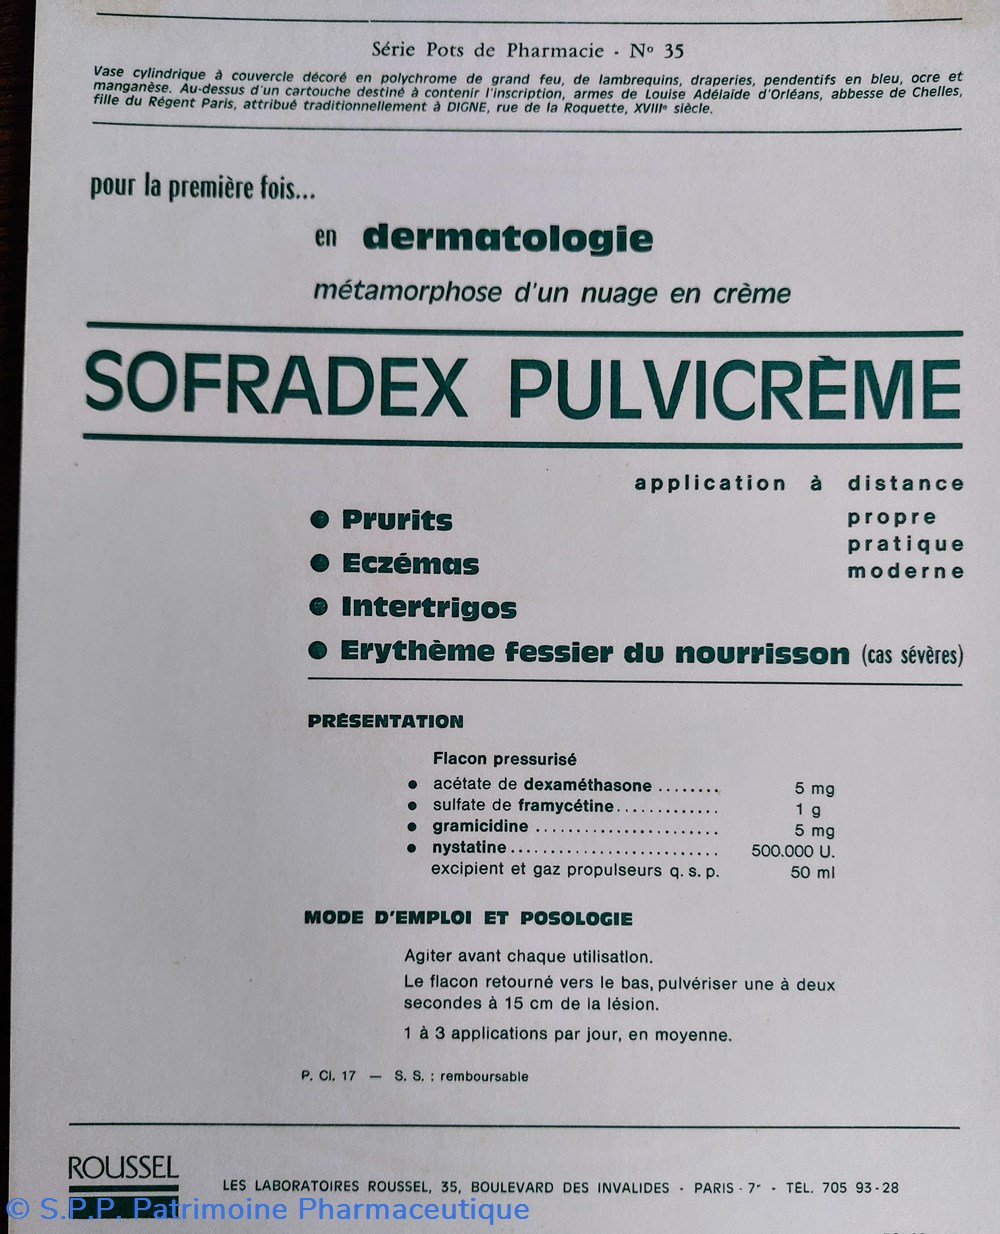 Série Pots de Pharmacie - Nº 35
Vase cylindrique à couvercle décoré en polychrome de grand feu, de lambrequins, draperies, pendentifs en bleu, ocre et
manganèse. Au-dessus d'un cartouche destiné à contenir l'inscription, armes de Louise Adélaïde d'Orléans, abbesse de Chelles,
fille du Régent Paris, attribué traditionnellement à DIGNE, rue de la Roquette, XVIIIᵉ siècle.
pour la première fois...
en dermatologie
métamorphose d'un nuage en crème
SOFRADEX PULVICRÈME
application à distance
propre
pratique
moderne
● Prurits
● Eczémas
● Intertrigos
● Erythème fessier du nourrisson (cas sévères)
PRÉSENTATION
Flacon pressurisé
● acétate de dexaméthasone ........ 5 mg
● sulfate de framycétine............. 1 g
● gramicidine ....................... 5 mg
● nystatine.......................... 500.000 U.
excipient et gaz propulseurs q. s. p. 50 ml
MODE D'EMPLOI ET POSOLOGIE
Agiter avant chaque utilisation.
Le flacon retourné vers le bas, pulvériser une à deux
secondes à 15 cm de la lésion.
1 à 3 applications par jour, en moyenne.
P. Cl. 17 — S. S. : remboursable
ROUSSEL
LES LABORATOIRES ROUSSEL, 35, BOULEVARD DES INVALIDES - PARIS - 7ᵉ - TÉL. 705 93-28
© S.P.P. Patrimoine Pharmaceutique